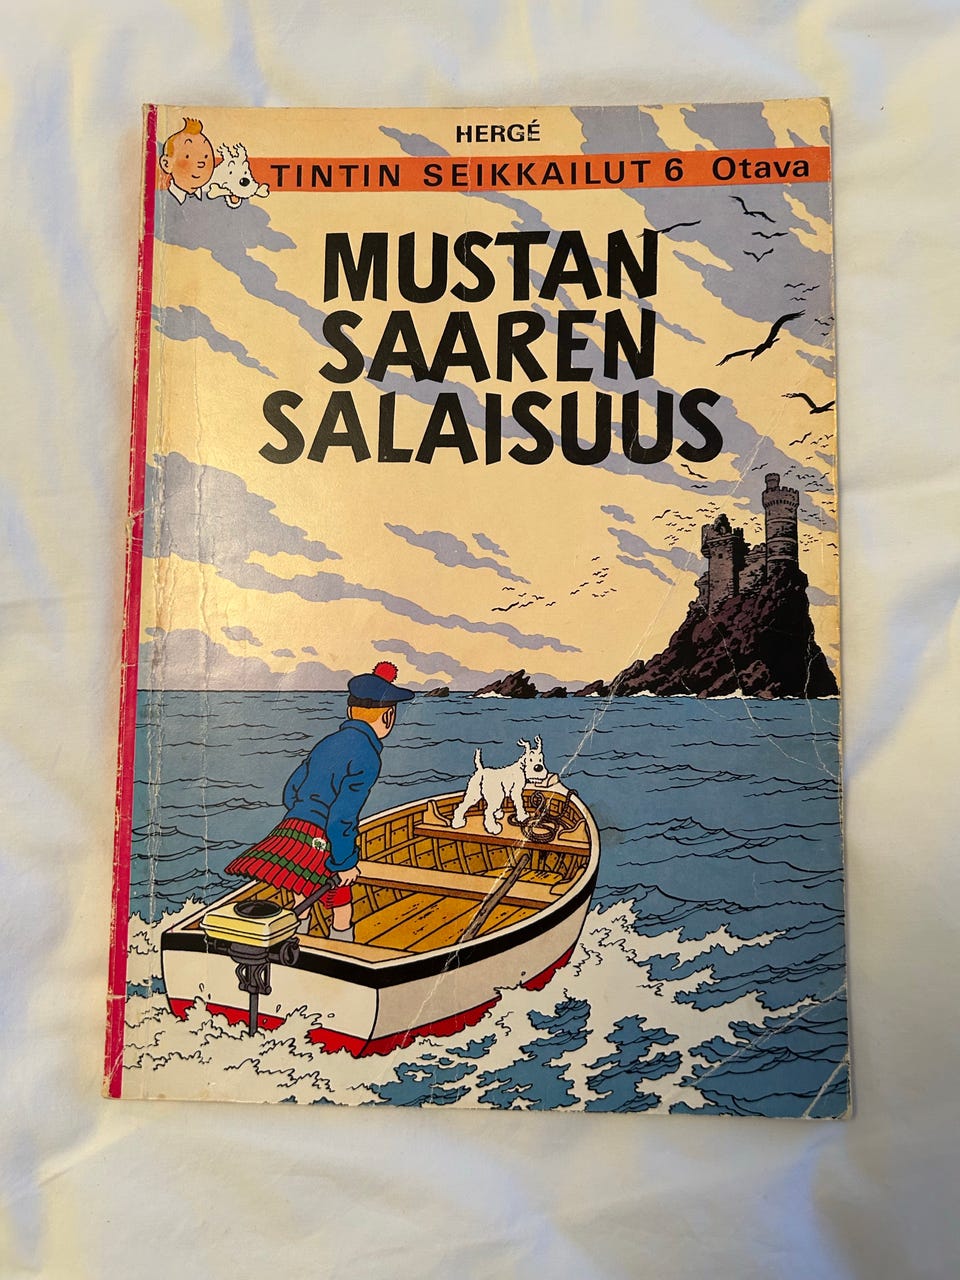 HERGÉ
TINTIN SEIKKAILUT 6 Otava
MUSTAN
SAAREN
SALAISUUS